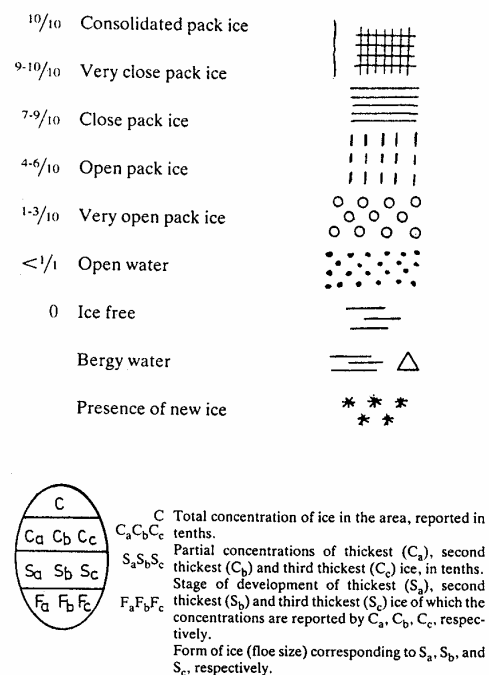 10/10 Consolidated pack ice
9-10/10 Very close pack ice
7-9/10 Close pack ice
4-6/10 Open pack ice
1-3/10 Very open pack ice
<1/1 Open water
0 Ice free
Bergy water
Presence of new ice
C
Ca Cb Cc
Sa Sb Sc
Fa Fb Fc
C Total concentration of ice in the area, reported in
CaCbCc tenths.
Partial concentrations of thickest (Ca), second
SaSbSc thickest (Cb) and third thickest (Cc) ice, in tenths.
Stage of development of thickest (Sa), second
FaFbFc thickest (Sb) and third thickest (Sc) ice of which the
concentrations are reported by Ca, Cb, Cc, respec-
tively.
Form of ice (floe size) corresponding to Sa, Sb, and
Sc, respectively.